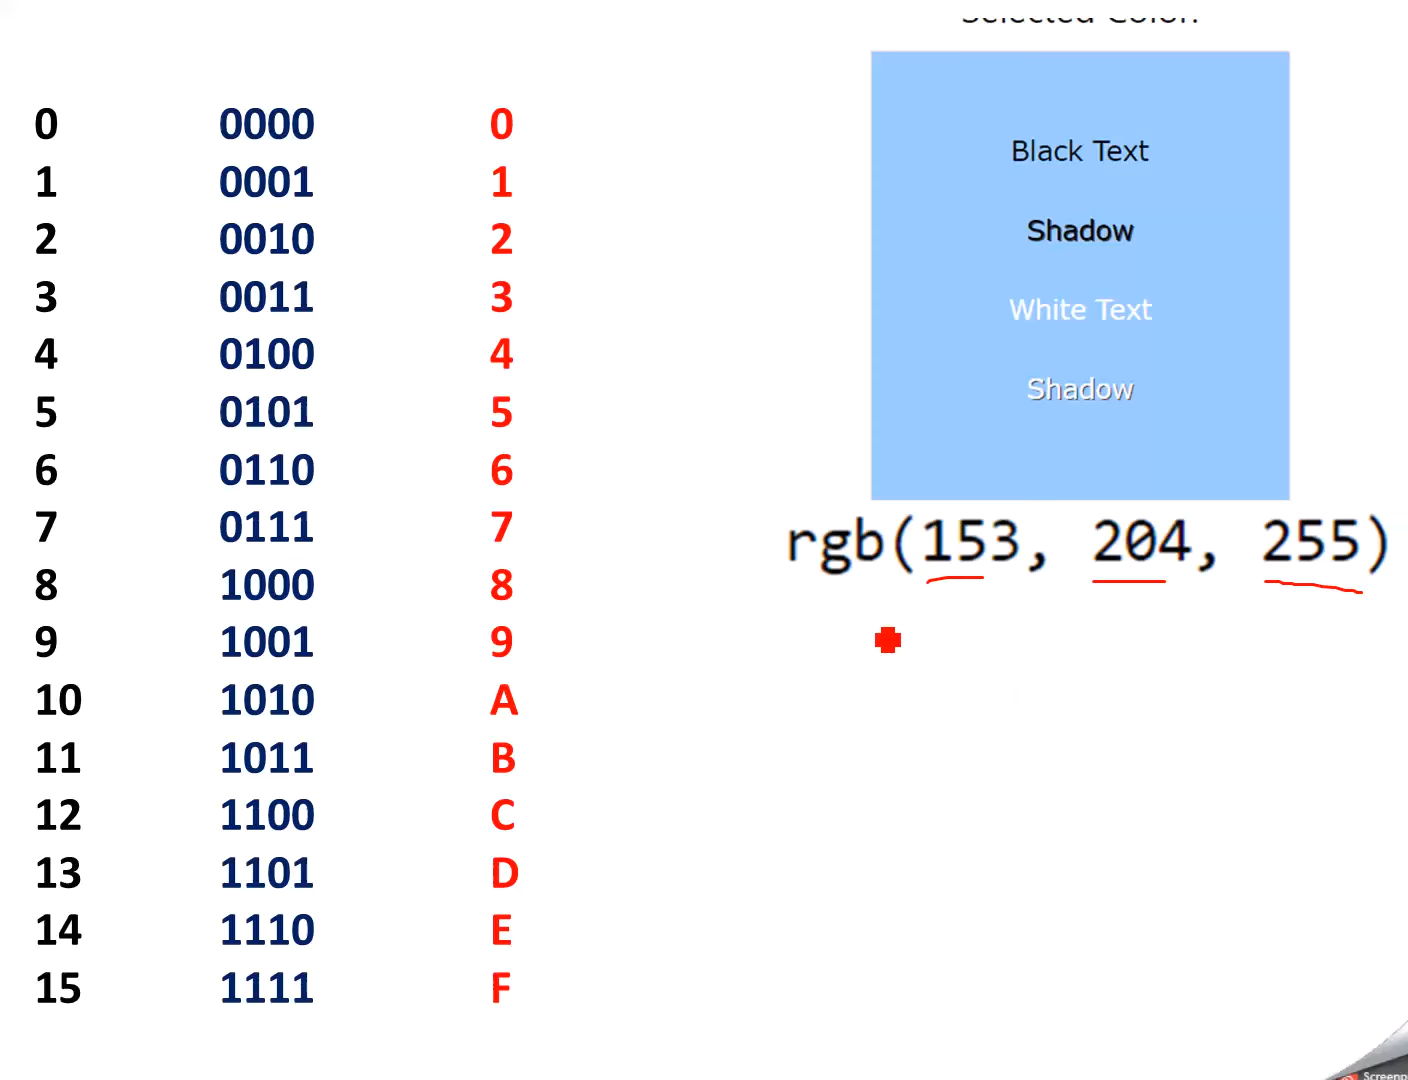 Selected Color:
0 0000 0
1 0001 1
2 0010 2
3 0011 3
4 0100 4
5 0101 5
6 0110 6
7 0111 7
8 1000 8
9 1001 9
10 1010 A
11 1011 B
12 1100 C
13 1101 D
14 1110 E
15 1111 F
Black Text
Shadow
White Text
Shadow
rgb(153, 204, 255)